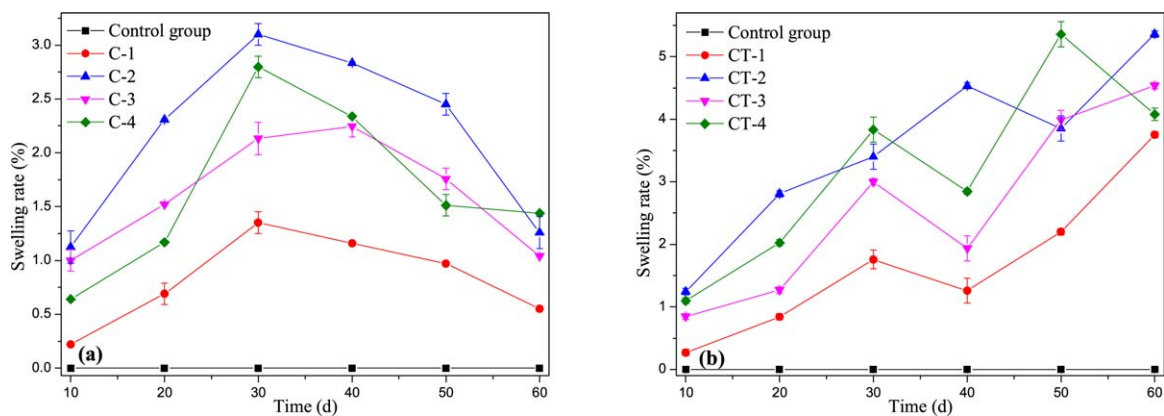 Control group
C-1
C-2
C-3
C-4
3.0
2.5
2.0
1.5
1.0
0.5
0.0
Swelling rate (%)
(a)
10 20 30 40 50 60
Time (d)
Control group
CT-1
CT-2
CT-3
CT-4
5
4
3
2
1
0
Swelling rate (%)
(b)
10 20 30 40 50 60
Time (d)